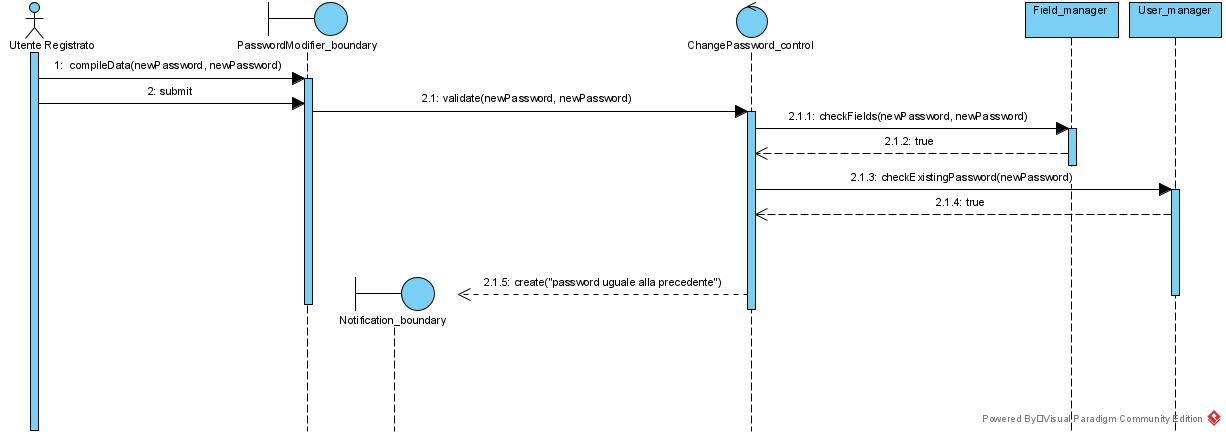 Field_manager
User_manager
Utente Registrato
PasswordModifier_boundary
ChangePassword_control
1: compileData(newPassword, newPassword)
2: submit
2.1: validate(newPassword, newPassword)
2.1.1: checkFields(newPassword, newPassword)
2.1.2: true
2.1.3: checkExistingPassword(newPassword)
2.1.4: true
2.1.5: create("password uguale alla precedente")
Notification_boundary
Powered By Visual Paradigm Community Edition